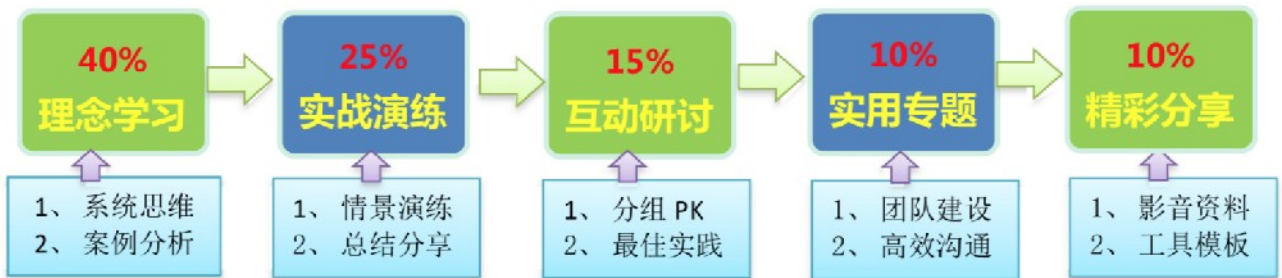 40%
理念学习
25%
实战演练
15%
互动研讨
10%
实用专题
10%
精彩分享
1、 系统思维
2、 案例分析
1、 情景演练
2、 总结分享
1、 分组 PK
2、 最佳实践
1、 团队建设
2、 高效沟通
1、 影音资料
2、 工具模板